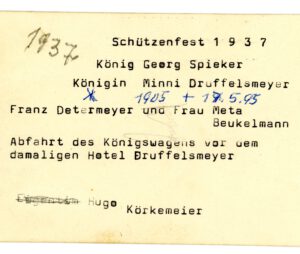 1937
Schützenfest 1 9 3 7
König Georg Spieker
Königin Minni Druffelsmeyer
* 1905 + 17.5.95
Franz Determeyer und Frau Meta
Beukelmann
Abfahrt des Königswagens vor dem
damaligen Hotel Druffelsmeyer
Hugo
Körkemeier